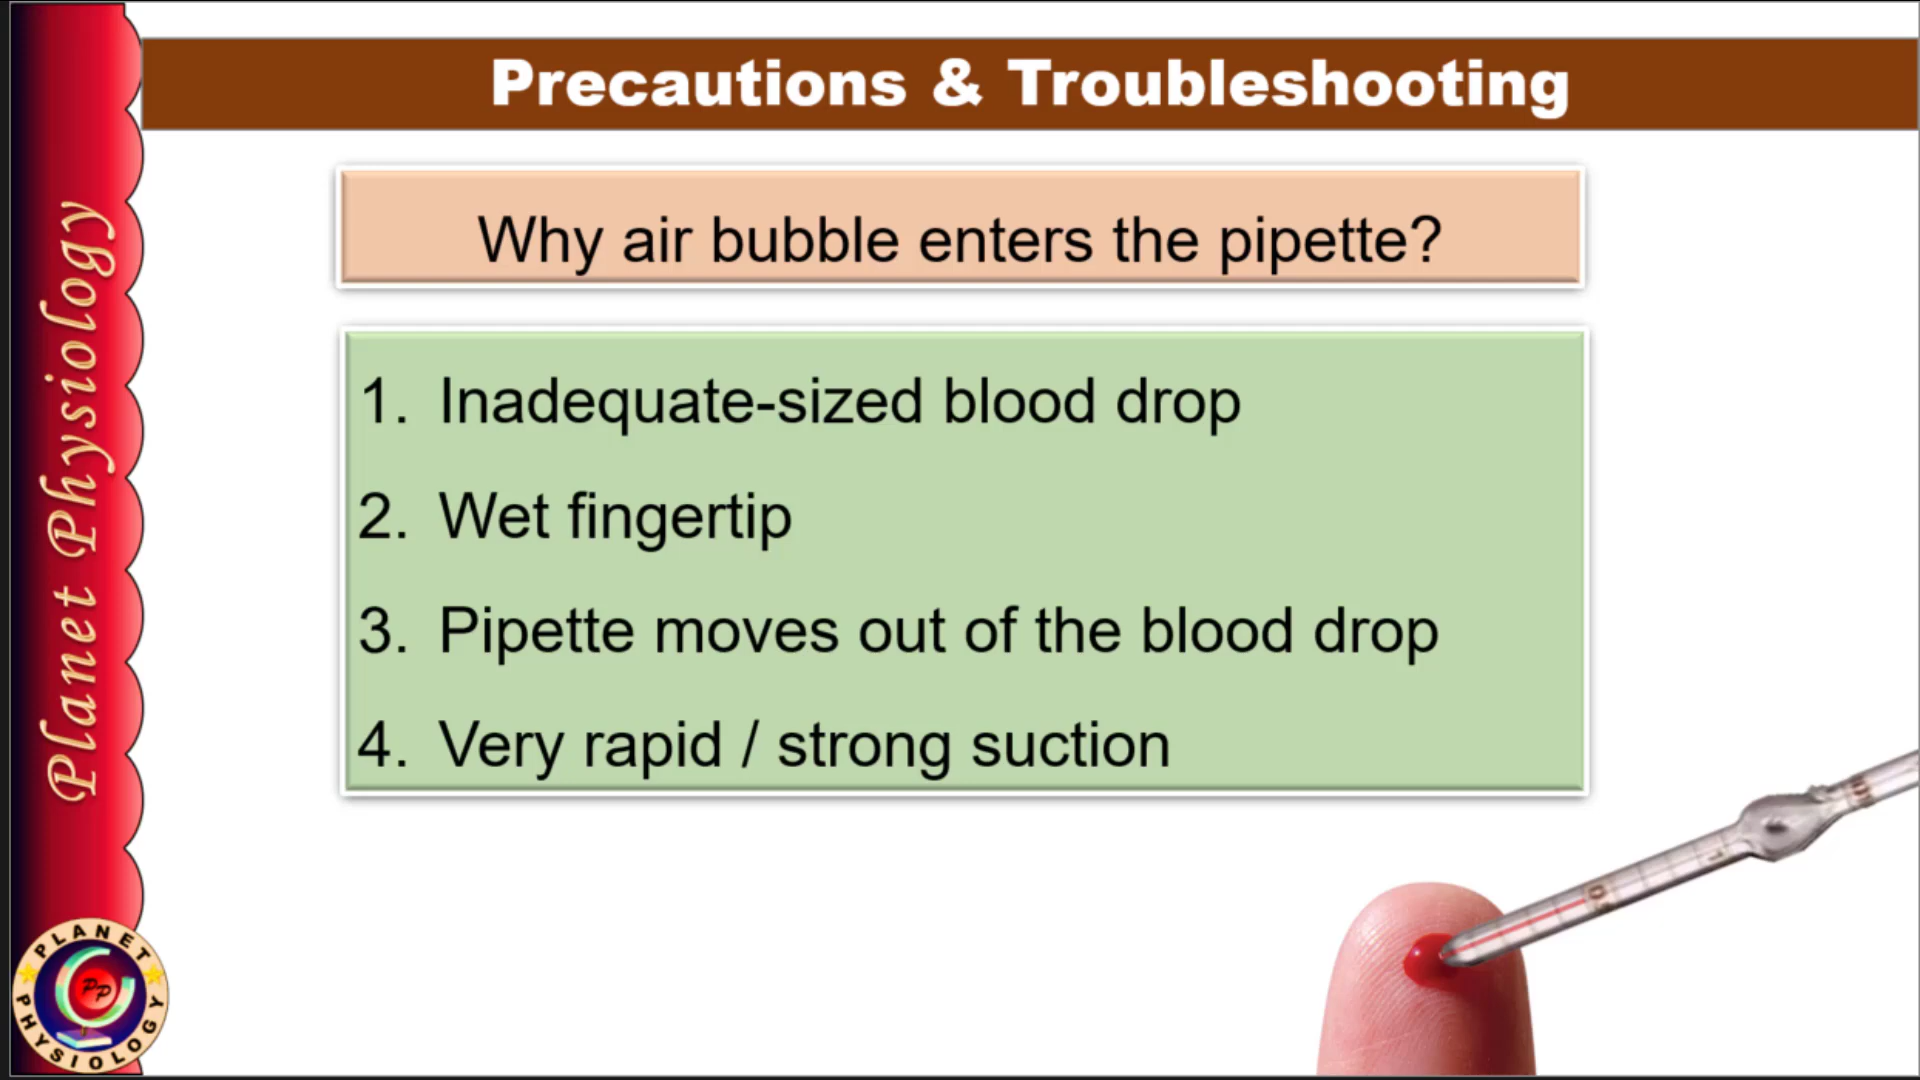 Precautions & Troubleshooting
Why air bubble enters the pipette?
1. Inadequate-sized blood drop
2. Wet fingertip
3. Pipette moves out of the blood drop
4. Very rapid / strong suction
Planet Physiology
PLANET
PP
PHYSIOLOGY